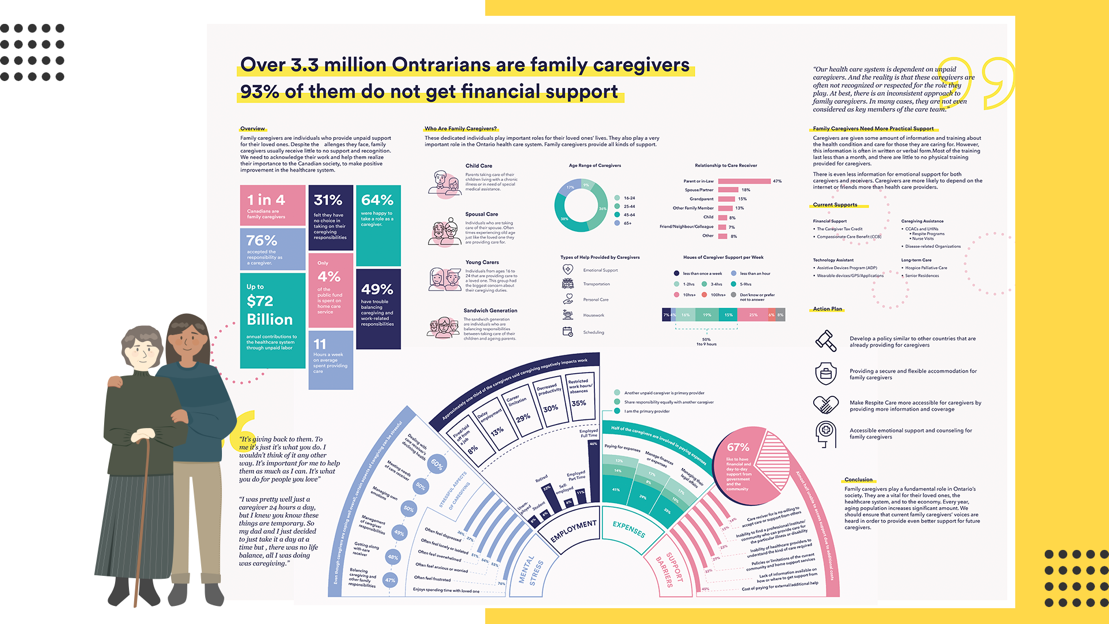 Over 3.3 million Ontrarians are family caregivers
93% of them do not get financial support
Overview
Family caregivers are individuals who provide unpaid support
for their loved ones. Despite the allenges they face, family
caregivers usually receive little to no support and recognition.
We need to acknowledge their work and help them realize
their importance to the Canadian society, to make positive
improvement in the healthcare system.
1 in 4
Canadians are
family caregivers
76%
accepted the
responsibility as
a caregiver.
Up to
$72
Billion
annual contributions to
the healthcare system
through unpaid labor
31%
felt they have
no choice in
taking on their
caregiving
responsibilities
Only
4%
of the
public fund
is spent on
home care
service
11
Hours a week
on average
spent providing
care
64%
were happy to
take a role as a
caregiver.
49%
have trouble
balancing
caregiving and
work-related
responsibilities
Who Are Family Caregivers?
These dedicated individuals play important roles for their loved ones' lives. They also play a very
important role in the Ontario health care system. Family caregivers provide all kinds of support.
Child Care
Parents taking care of their
children living with a chronic
illness or in need of special
medical assistance.
Spousal Care
Individuals who are taking
care of their spouse. Often
times experiencing old age
just like the loved one they
are providing care for.
Young Carers
Individuals from ages 16 to
24 that are providing care to
a loved one. This group had
the biggest concern about
their caregiving duties
Sandwich Generation
The sandwich generation
are individuals who are
balancing responsibilities
between taking care of their
children and ageing parents.
Age Range of Caregivers
16-24
25-44
45-64
65+
Types of Help Provided by Caregivers
Emotional Support
Transportation
Personal Care
Housework
Scheduling
Relationship to Care Receiver
Parent or in-Law
47%
Spouse/Partner
18%
Grandparent
15%
Other Family Member
13%
Child
8%
Friend/Neighbour/Colleague
7%
Other
8%
Hours of Caregiver Support per Week
less than once a week
less than an hour
1-2hrs
3-4hrs
5-9hrs
10hrs+
100hrs+
Don't know or prefer
not to answer
50%
1 to 9 hours
"Our health care system is dependent on unpaid
caregivers. And the reality is that these caregivers are
often not recognized or respected for the role they
play. At best, there is an inconsistent approach to
family caregivers. In many cases, they are not even
considered as key members of the care team."
Family Caregivers Need More Practical Support
Caregivers are given some amount of information and training about
the health condition and care for those they are caring for. However,
this information is often in written or verbal form.Most of the training
last less than a month, and there are little to no physical training
provided for caregivers.
There is even less information for emotional support for both
caregivers and receivers. Caregivers are more likely to depend on the
internet or friends more than health care providers.
Current Supports
Financial Support
• The Caregiver Tax Credit
• Compassionate Care Benefit (CCB)
Caregiving Assistance
• CCACs and LHINs
• Respite Programs
• Nurse Visits
• Disease-related Organizations
Technology Assistant
• Assistive Devices Program (ADP)
• Wearable devices/GPS/Applications
Long-term Care
• Hospice Palliative Care
• Senior Residences
Action Plan
Develop a policy similar to other countries that are
already providing for caregivers
Providing a secure and flexible accommodation for
family caregivers
Make Respite Care more accessible for caregivers by
providing more information and coverage
Accessible emotional support and counseling for
family caregivers
Conclusion
Family caregivers play a fundamental role in Ontario's
society. They are a vital for their loved ones, the
healthcare system, and to the economy. Every year,
aging population increases significant amount. We
should ensure that current family caregivers' voices are
heard in order to provide even better support for future
caregivers.
"It's giving back to them. To
me it's just it's what you do. I
wouldn't think of it any other
way. It's important for me to help
them as much as I can. It's what
you do for people you love"
"I was pretty well just a
caregiver 24 hours a day,
but I knew you know these
things are temporary. So
my dad and I just decided
to just take it a day at a
time but , there was no life
balance, all I was doing
was caregiving."
Approximately one third of the caregivers said caregiving negatively impacts work
8%
Delay
employment
13%
Career
limitation
29%
Decreased
productivity
30%
Restricted
work hours/
absences
35%
Employed
Full Time
Employed
Part Time
Retired
Student
Another unpaid caregiver is primary provider
Share responsibility equally with another caregiver
I am the primary provider
Half of the caregivers are involved in paying expenses
Paying for expenses
67%
like to have
financial and
day-to-day
support from
government
and the
community
Managing own
emotions
Management
of caregiver
responsibilities
Getting along
with care
receiver
Balancing
caregiving and
other family
responsibilities
60%
50%
50%
49%
48%
47%
Often feel depressed
Often feel lonely or isolated
Often feel overwhelmed
Often feel anxious or worried
Often feel frustrated
Enjoys spending time with loved one
MENTAL
STRESS
EMPLOYMENT
EXPENSES
SUPPORT
BARRIERS
Care receiver for is no willing to
accept care or support from others
Inability to find a professional/institute/
community who can provide care for
the particular illness or disability
Inability of healthcare providers to
understand the kind of care required
Policies or limitations of the current
community and home support services
Lack of information available on
how or where to get support from
Cost of paying for external/additional help